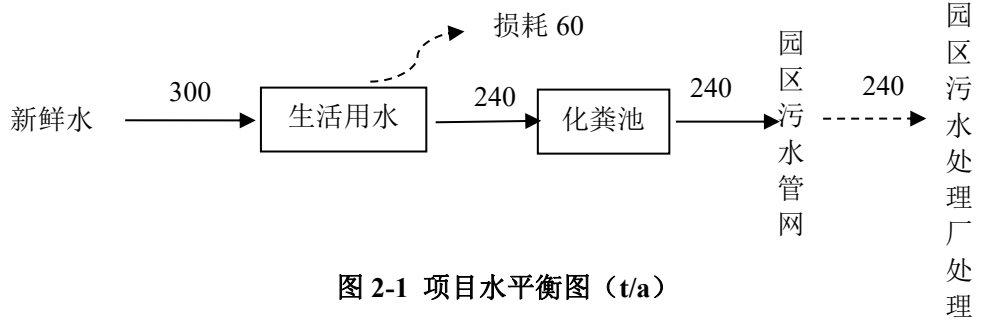 损耗 60
新鲜水
300
生活用水
240
化粪池
240
园区污水管网
240
园区污水处理厂处理
图 2-1 项目水平衡图（t/a）